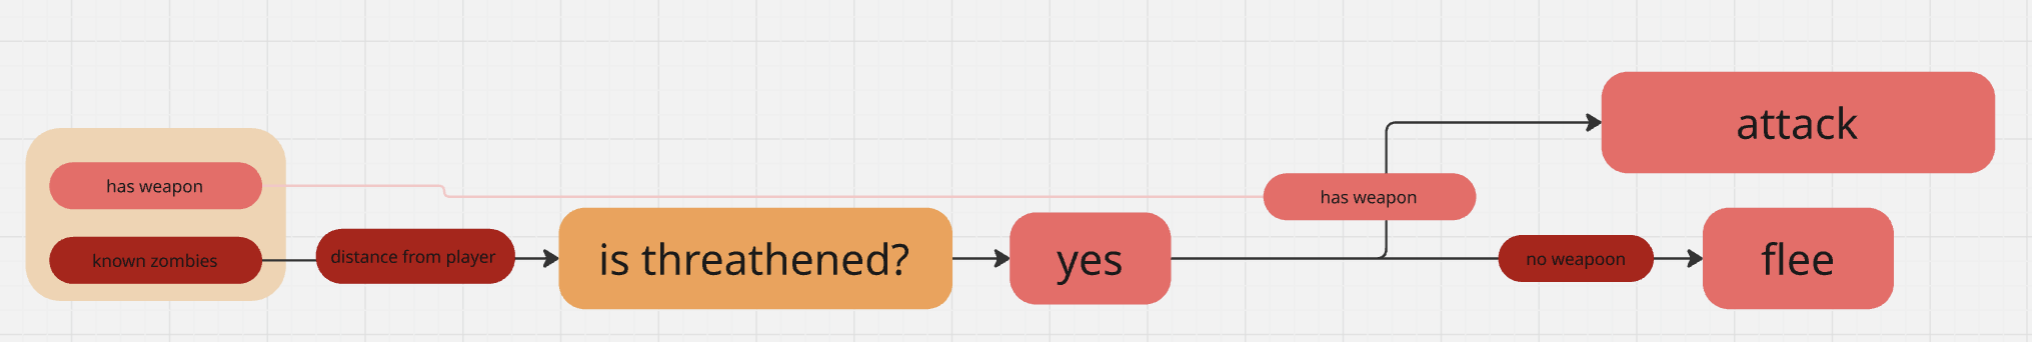 has weapon
known zombies
distance from player
is threathened?
yes
has weapon
attack
no weapoon
flee